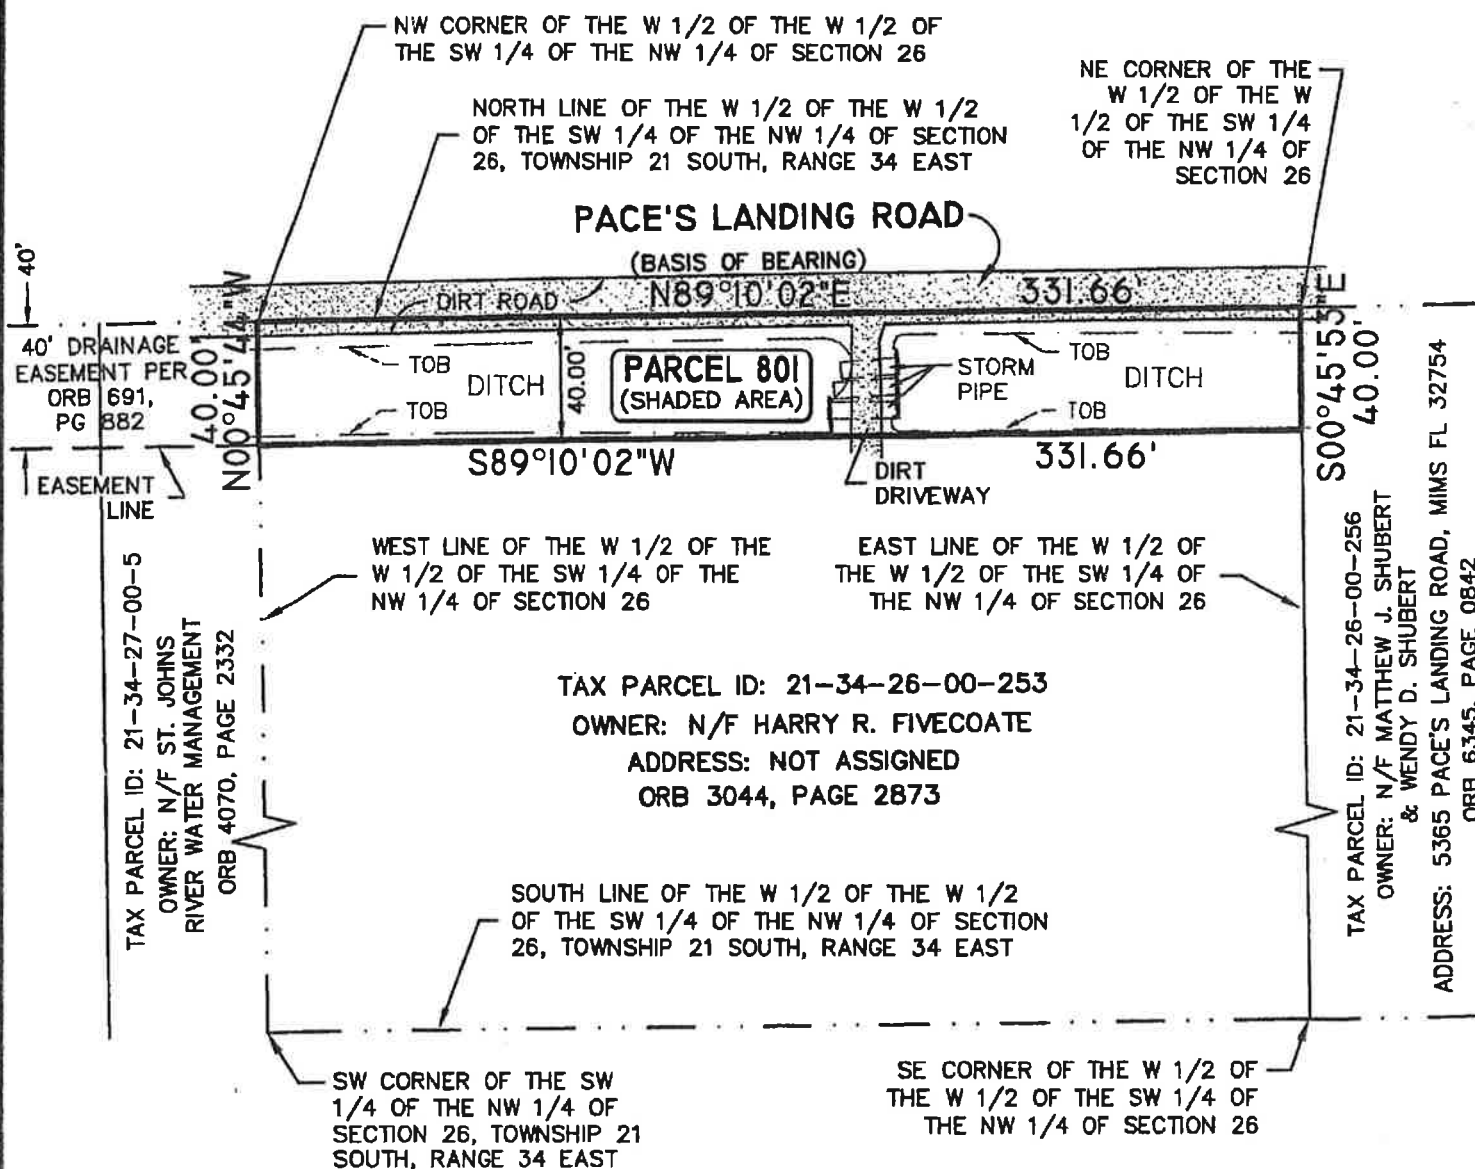 NW CORNER OF THE W 1/2 OF THE W 1/2 OF
THE SW 1/4 OF THE NW 1/4 OF SECTION 26
NE CORNER OF THE
W 1/2 OF THE W
1/2 OF THE SW 1/4
OF THE NW 1/4 OF
SECTION 26
NORTH LINE OF THE W 1/2 OF THE W 1/2
OF THE SW 1/4 OF THE NW 1/4 OF SECTION
26, TOWNSHIP 21 SOUTH, RANGE 34 EAST
PACE'S LANDING ROAD
(BASIS OF BEARING)
N89°10'02"E
331.66'
DIRT ROAD
40'
40' DRAINAGE
EASEMENT PER
ORB 691,
PG 882
EASEMENT
LINE
N00°45'44"W
40.00'
TOB
DITCH
TOB
40.00'
PARCEL 801
(SHADED AREA)
STORM
PIPE
TOB
DITCH
TOB
S00°45'53"E
40.00'
S89°10'02"W
331.66'
DIRT
DRIVEWAY
WEST LINE OF THE W 1/2 OF THE
W 1/2 OF THE SW 1/4 OF THE
NW 1/4 OF SECTION 26
EAST LINE OF THE W 1/2 OF
THE W 1/2 OF THE SW 1/4 OF
THE NW 1/4 OF SECTION 26
TAX PARCEL ID: 21-34-27-00-5
OWNER: N/F ST. JOHNS
RIVER WATER MANAGEMENT
ORB 4070, PAGE 2332
TAX PARCEL ID: 21-34-26-00-253
OWNER: N/F HARRY R. FIVECOATE
ADDRESS: NOT ASSIGNED
ORB 3044, PAGE 2873
TAX PARCEL ID: 21-34-26-00-256
OWNER: N/F MATTHEW J. SHUBERT
& WENDY D. SHUBERT
ADDRESS: 5365 PACE'S LANDING ROAD, MIMS FL 32754
ORB 6345, PAGE 0842
SOUTH LINE OF THE W 1/2 OF THE W 1/2
OF THE SW 1/4 OF THE NW 1/4 OF SECTION
26, TOWNSHIP 21 SOUTH, RANGE 34 EAST
SW CORNER OF THE SW
1/4 OF THE NW 1/4 OF
SECTION 26, TOWNSHIP 21
SOUTH, RANGE 34 EAST
SE CORNER OF THE W 1/2 OF
THE W 1/2 OF THE SW 1/4 OF
THE NW 1/4 OF SECTION 26